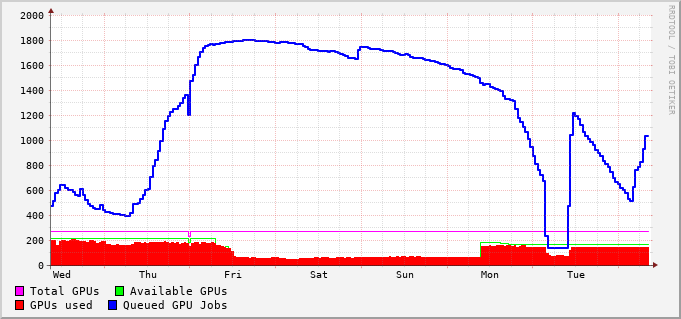 2000
1800
1600
1400
1200
1000
800
600
400
200
0
Wed Thu Fri Sat Sun Mon Tue
Total GPUs Available GPUs
GPUs used Queued GPU Jobs
RRDTOOL / TOBI OETIKER